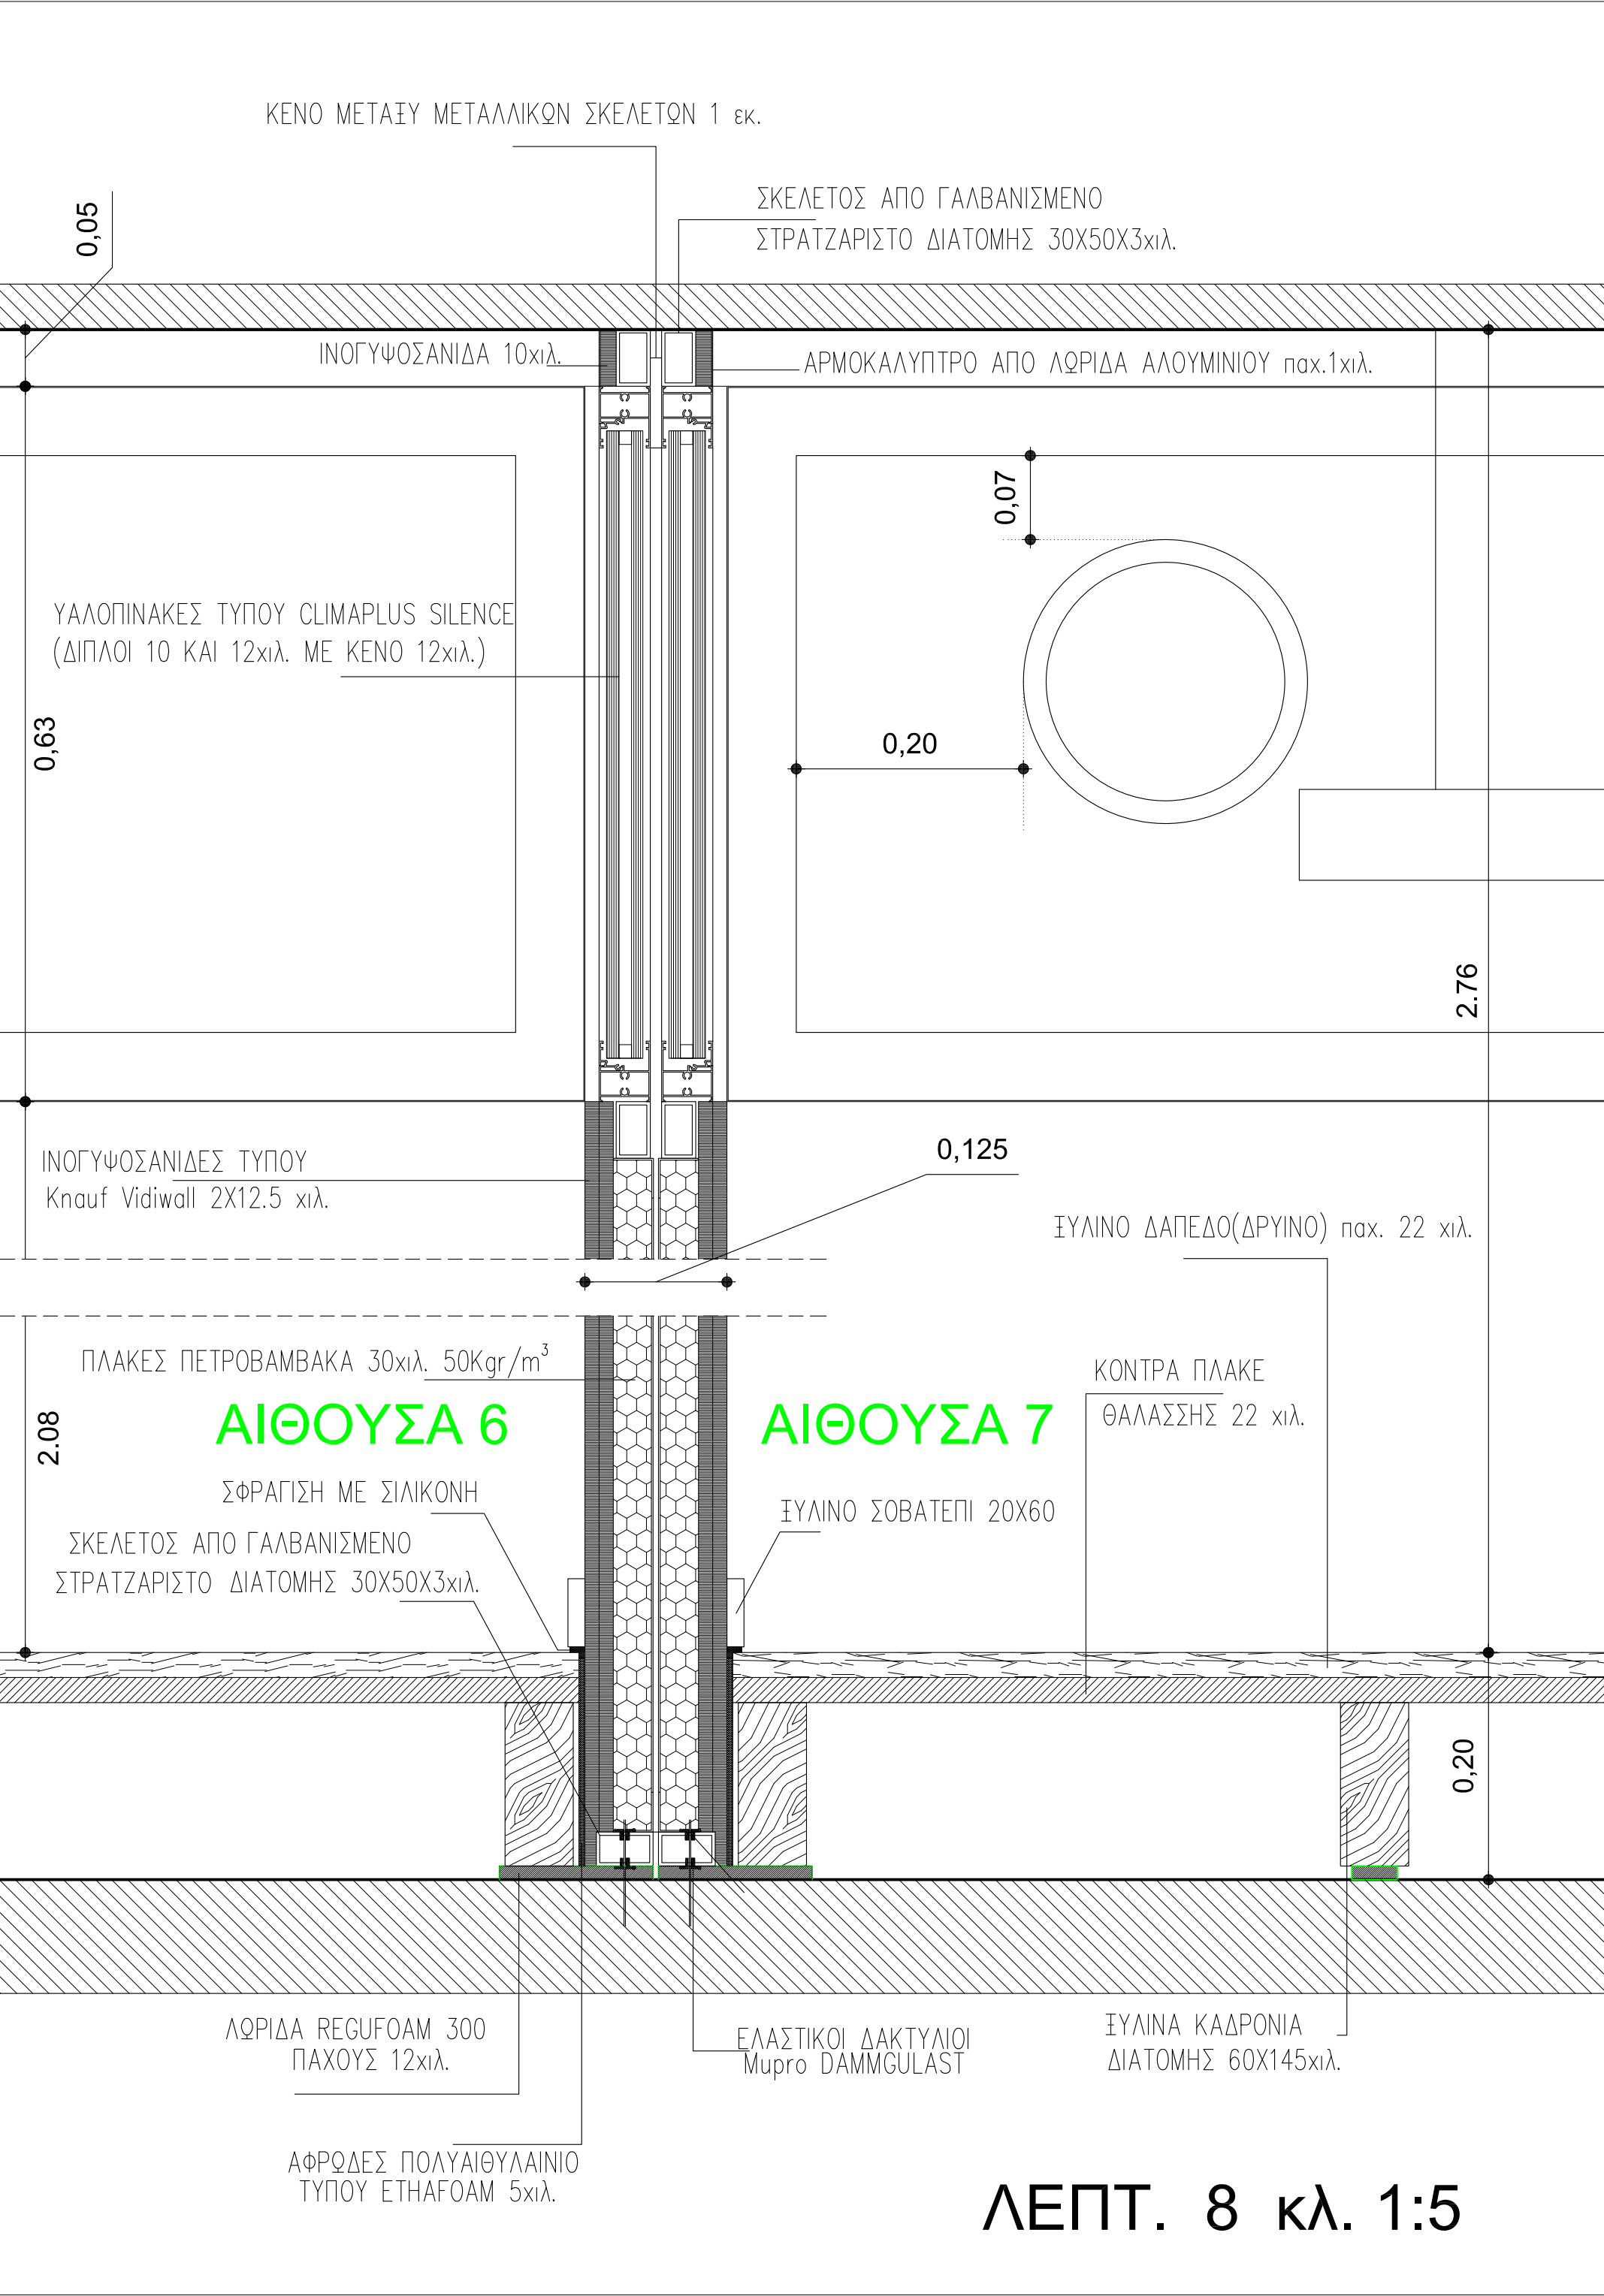 ΚΕΝΟ ΜΕΤΑΞΥ ΜΕΤΑΛΛΙΚΩΝ ΣΚΕΛΕΤΩΝ 1 εκ.
ΣΚΕΛΕΤΟΣ ΑΠΟ ΓΑΛΒΑΝΙΣΜΕΝΟ
ΣΤΡΑΤΖΑΡΙΣΤΟ ΔΙΑΤΟΜΗΣ 30Χ50Χ3χιλ.
0,05
ΙΝΟΓΥΨΟΣΑΝΙΔΑ 10χιλ.
ΑΡΜΟΚΑΛΥΠΤΡΟ ΑΠΟ ΛΩΡΙΔΑ ΑΛΟΥΜΙΝΙΟΥ παχ.1χιλ.
0,07
ΥΑΛΟΠΙΝΑΚΕΣ ΤΥΠΟΥ CLIMAPLUS SILENCE
(ΔΙΠΛΟΙ 10 ΚΑΙ 12χιλ. ΜΕ ΚΕΝΟ 12χιλ.)
0,63
0,20
2.76
ΙΝΟΓΥΨΟΣΑΝΙΔΕΣ ΤΥΠΟΥ
Knauf Vidiwall 2Χ12.5 χιλ.
0,125
ΞΥΛΙΝΟ ΔΑΠΕΔΟ(ΔΡΥΙΝΟ) παχ. 22 χιλ.
ΠΛΑΚΕΣ ΠΕΤΡΟΒΑΜΒΑΚΑ 30χιλ. 50Kgr/m³
ΚΟΝΤΡΑ ΠΛΑΚΕ
ΘΑΛΑΣΣΗΣ 22 χιλ.
2.08
ΑΙΘΟΥΣΑ 6
ΑΙΘΟΥΣΑ 7
ΣΦΡΑΓΙΣΗ ΜΕ ΣΙΛΙΚΟΝΗ
ΞΥΛΙΝΟ ΣΟΒΑΤΕΠΙ 20Χ60
ΣΚΕΛΕΤΟΣ ΑΠΟ ΓΑΛΒΑΝΙΣΜΕΝΟ
ΣΤΡΑΤΖΑΡΙΣΤΟ ΔΙΑΤΟΜΗΣ 30Χ50Χ3χιλ.
0,20
ΛΩΡΙΔΑ REGUFOAM 300
ΠΑΧΟΥΣ 12χιλ.
ΕΛΑΣΤΙΚΟΙ ΔΑΚΤΥΛΙΟΙ
Mupro DAMMGULAST
ΞΥΛΙΝΑ ΚΑΔΡΟΝΙΑ
ΔΙΑΤΟΜΗΣ 60Χ145χιλ.
ΑΦΡΩΔΕΣ ΠΟΛΥΑΙΘΥΛΑΙΝΙΟ
ΤΥΠΟΥ ETHAFOAM 5χιλ.
ΛΕΠΤ. 8 κλ. 1:5